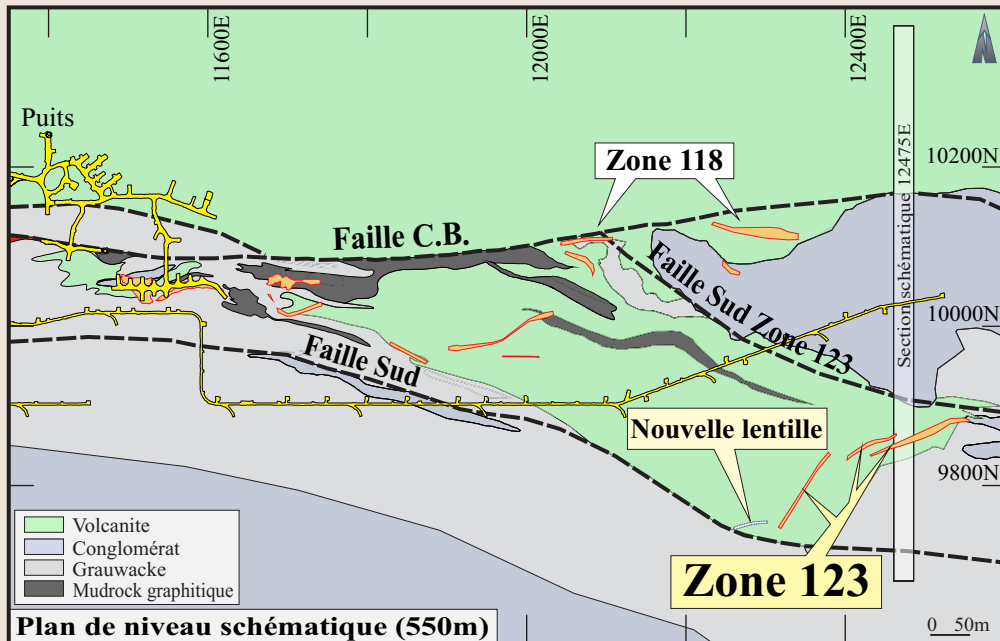 11600E
12000E
12400E
Puits
10200N
Zone 118
Faille C.B.
Faille Sud Zone 123
Section schématique 12475E
10000N
Faille Sud
Nouvelle lentille
9800N
Volcanite
Conglomérat
Grauwacke
Mudrock graphitique
Zone 123
Plan de niveau schématique (550m)
0 50m